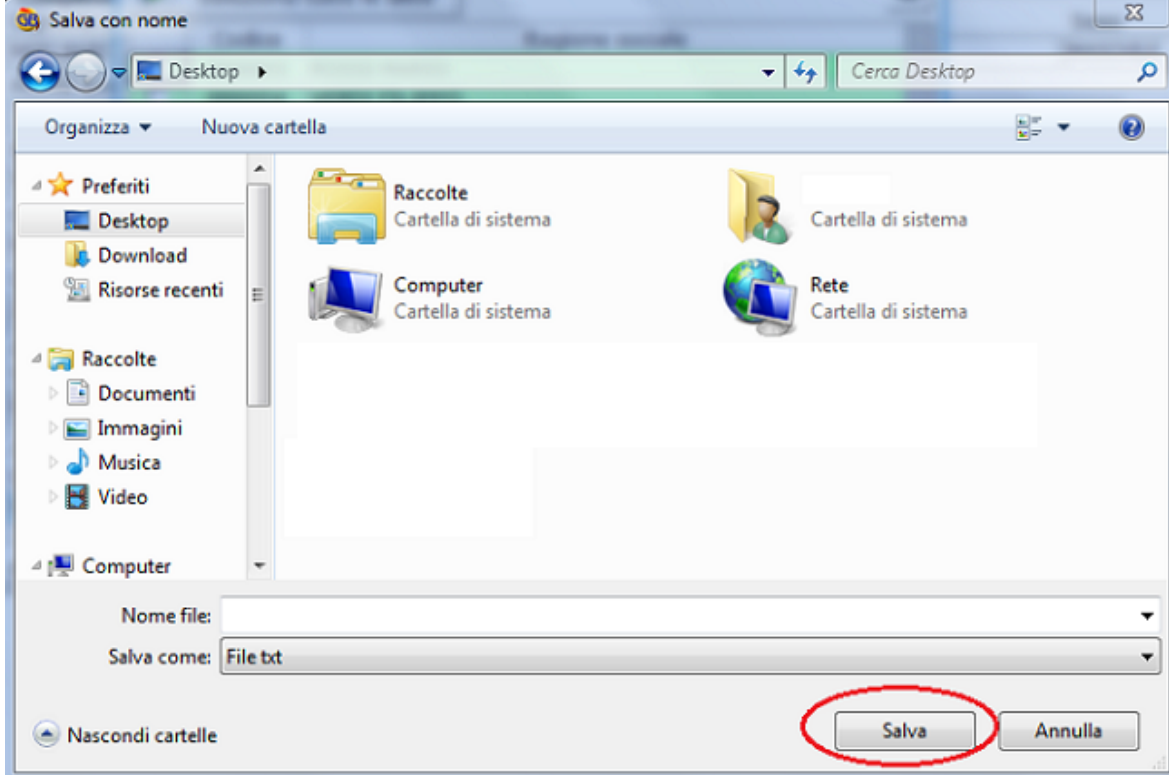 Salva con nome
Desktop
Cerca Desktop
Organizza
Nuova cartella
Preferiti
Desktop
Download
Risorse recenti
Raccolte
Documenti
Immagini
Musica
Video
Computer
Raccolte
Cartella di sistema
Cartella di sistema
Computer
Cartella di sistema
Rete
Cartella di sistema
Nome file:
Salva come: File txt
Nascondi cartelle
Salva
Annulla